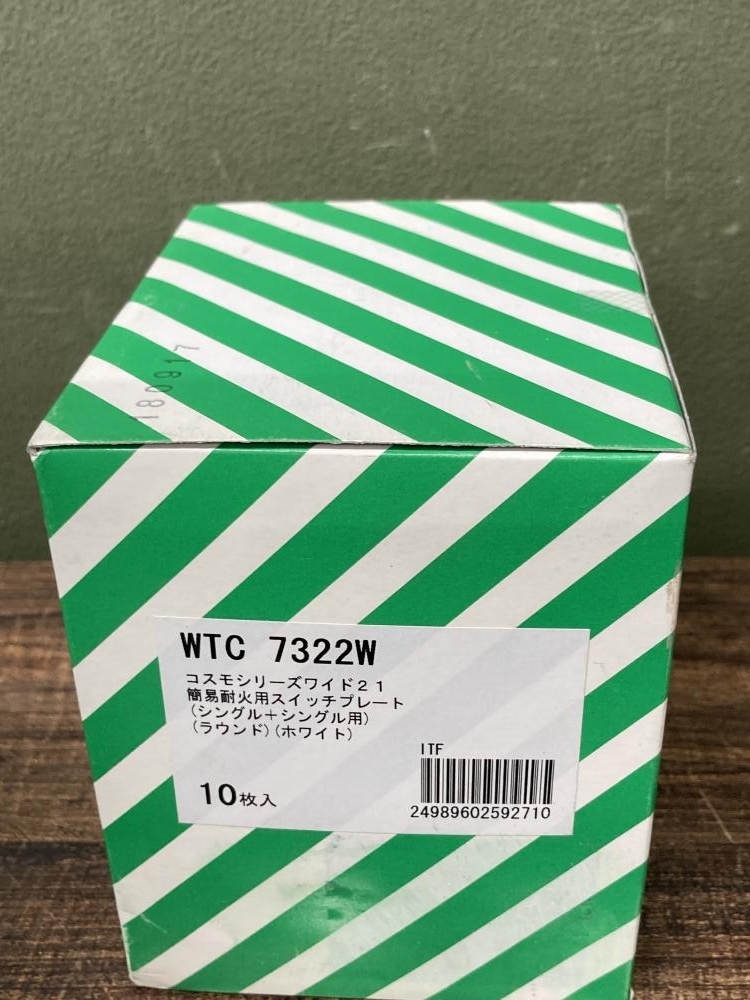 180917
WTC 7322W
コスモシリーズワイド21
簡易耐火用スイッチプレート
(シングル+シングル用)
(ラウンド)(ホワイト)
ITF
10枚入
24989602592710